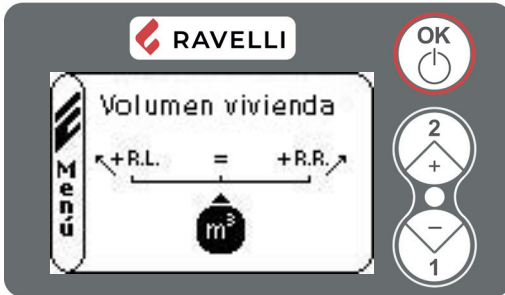 RAVELLI
OK
Volumen vivienda
+R.L. = +R.R.
Menú
m³
2
+
−
1